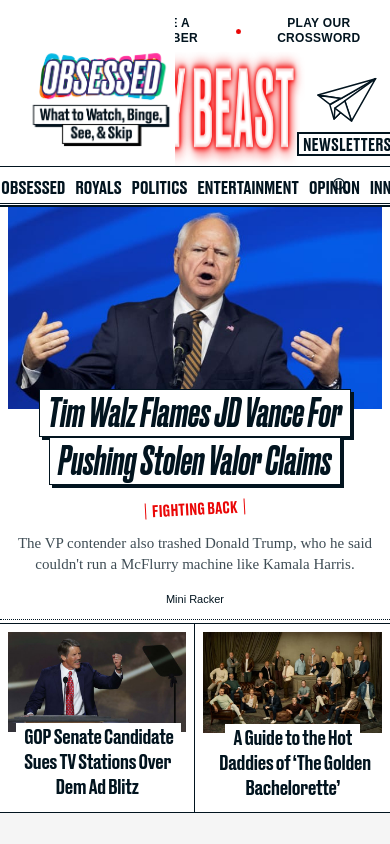 E A
BER
PLAY OUR
CROSSWORD
OBSESSED
What to Watch, Binge,
See, & Skip
Y BEAST
NEWSLETTERS
OBSESSED ROYALS POLITICS ENTERTAINMENT OPINION INN
Tim Walz Flames JD Vance For
Pushing Stolen Valor Claims
FIGHTING BACK
The VP contender also trashed Donald Trump, who he said
couldn't run a McFlurry machine like Kamala Harris.
Mini Racker
GOP Senate Candidate
Sues TV Stations Over
Dem Ad Blitz
A Guide to the Hot
Daddies of ‘The Golden
Bachelorette’